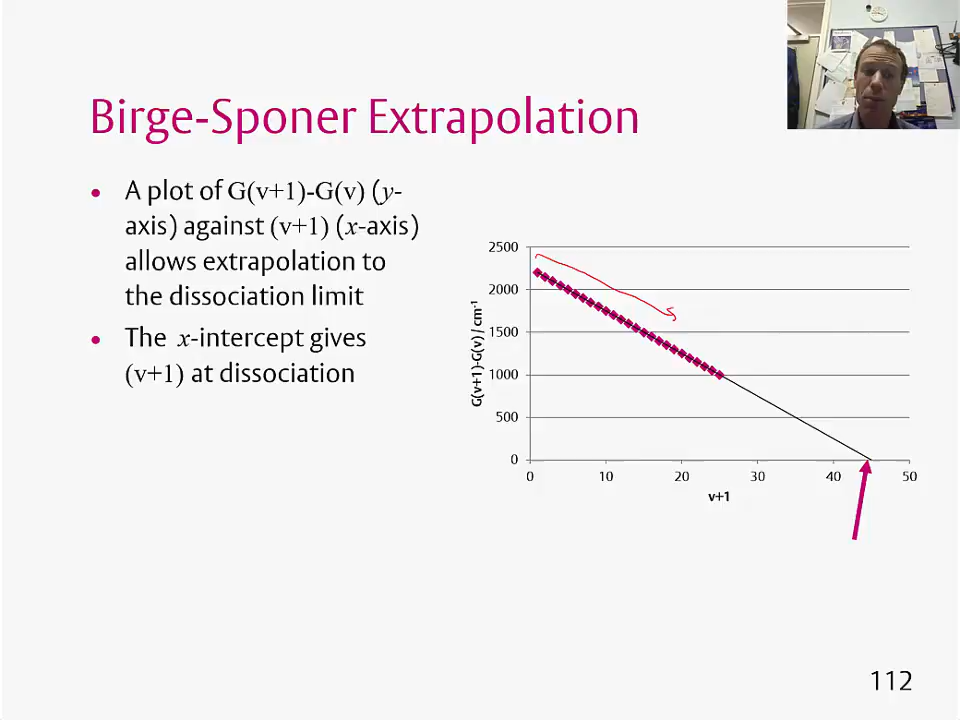 Birge-Sponer Extrapolation
• A plot of G(v+1)-G(v) (y-
axis) against (v+1) (x-axis)
allows extrapolation to
the dissociation limit
• The x-intercept gives
(v+1) at dissociation
G(v+1)-G(v) / cm-1
2500
2000
1500
1000
500
0
0 10 20 30 40 50
v+1
112